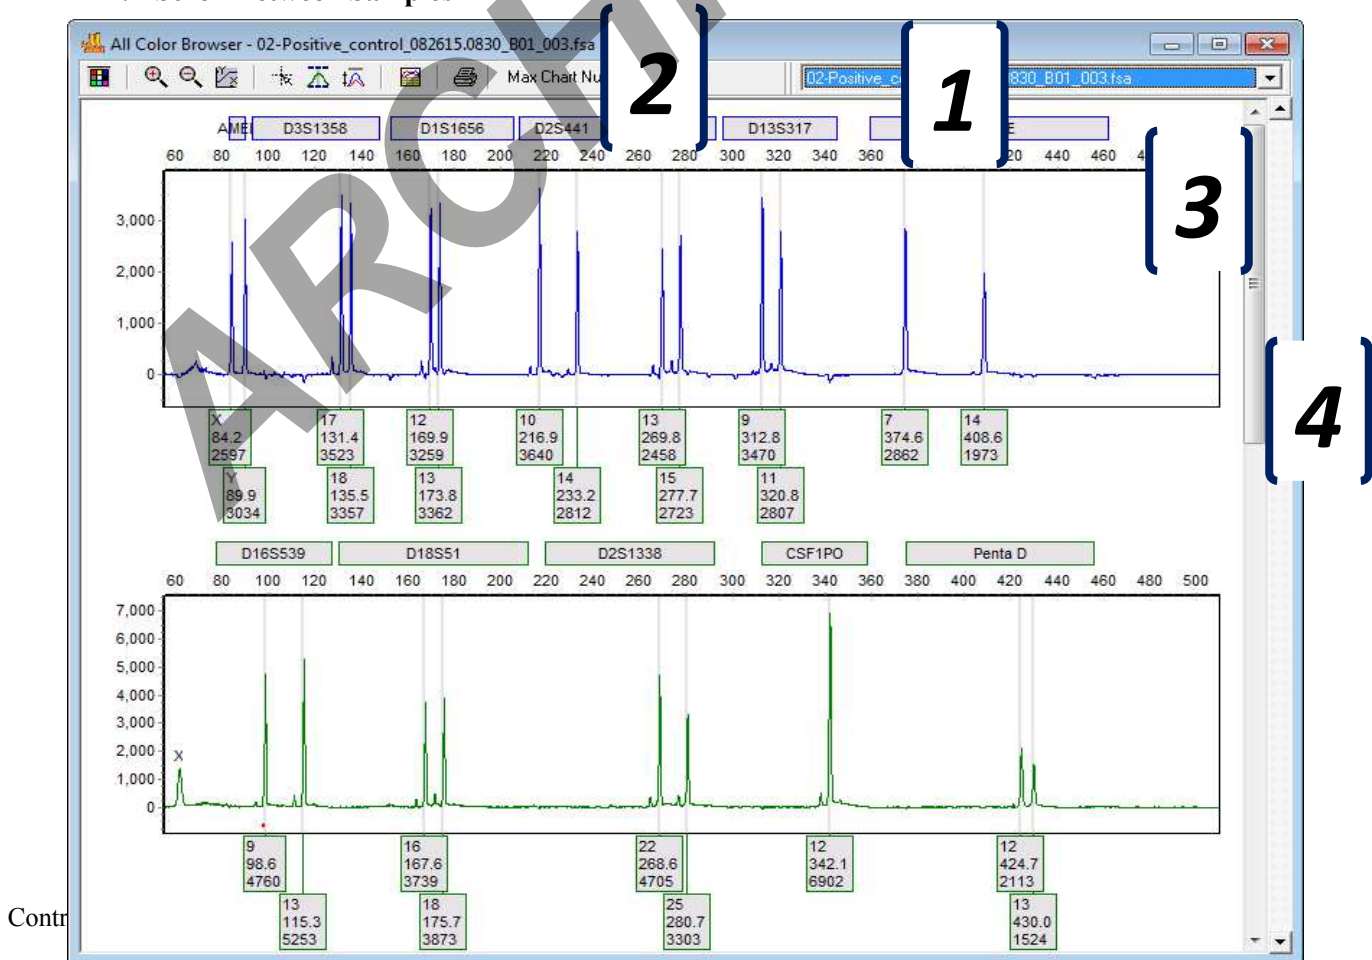 All Color Browser - 02-Positive_control_082615.0830_B01_003.fsa
Max Chart
02-Positive 830_B01_003.fsa
2
1
3
4
ARCH
D3S1358 D1S1656 D2S441 D13S317 E
60 80 100 120 140 160 180 200 220 240 260 280 300 320 340 360 420 440 460
3,000
2,000
1,000
0
X 17 12 10 13 9 7 14
84.2 131.4 169.9 216.9 269.8 312.8 374.6 408.6
2597 3523 3259 3640 2458 3470 2862 1973
Y 18 13 14 15 11
89.9 135.5 173.8 233.2 277.7 320.8
3034 3357 3362 2812 2723 2807
D16S539 D18S51 D2S1338 CSF1PO Penta D
60 80 100 120 140 160 180 200 220 240 260 280 300 320 340 360 380 400 420 440 460 480 500
7,000
6,000
5,000
4,000
3,000
2,000
X
1,000
0
9 16 22 12 12
98.6 167.6 268.6 342.1 424.7
4760 3739 4705 6902 2113
13 18 25 13
115.3 175.7 280.7 430.0
5253 3873 3303 1524
Contr